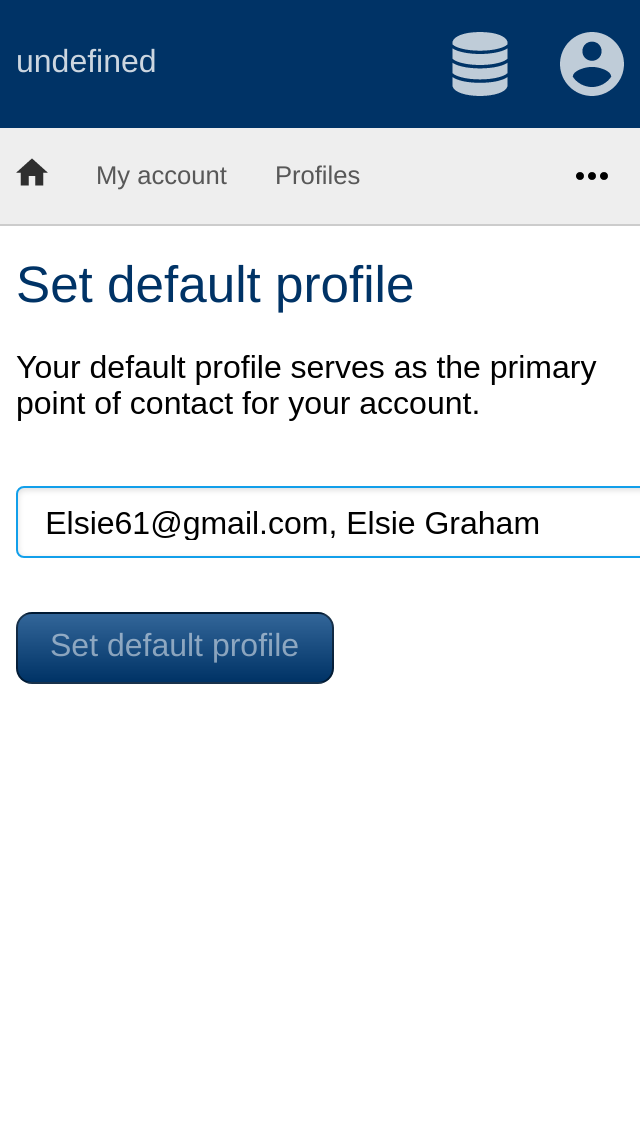 undefined
My account Profiles
Set default profile
Your default profile serves as the primary
point of contact for your account.
Elsie61@gmail.com, Elsie Graham
Set default profile